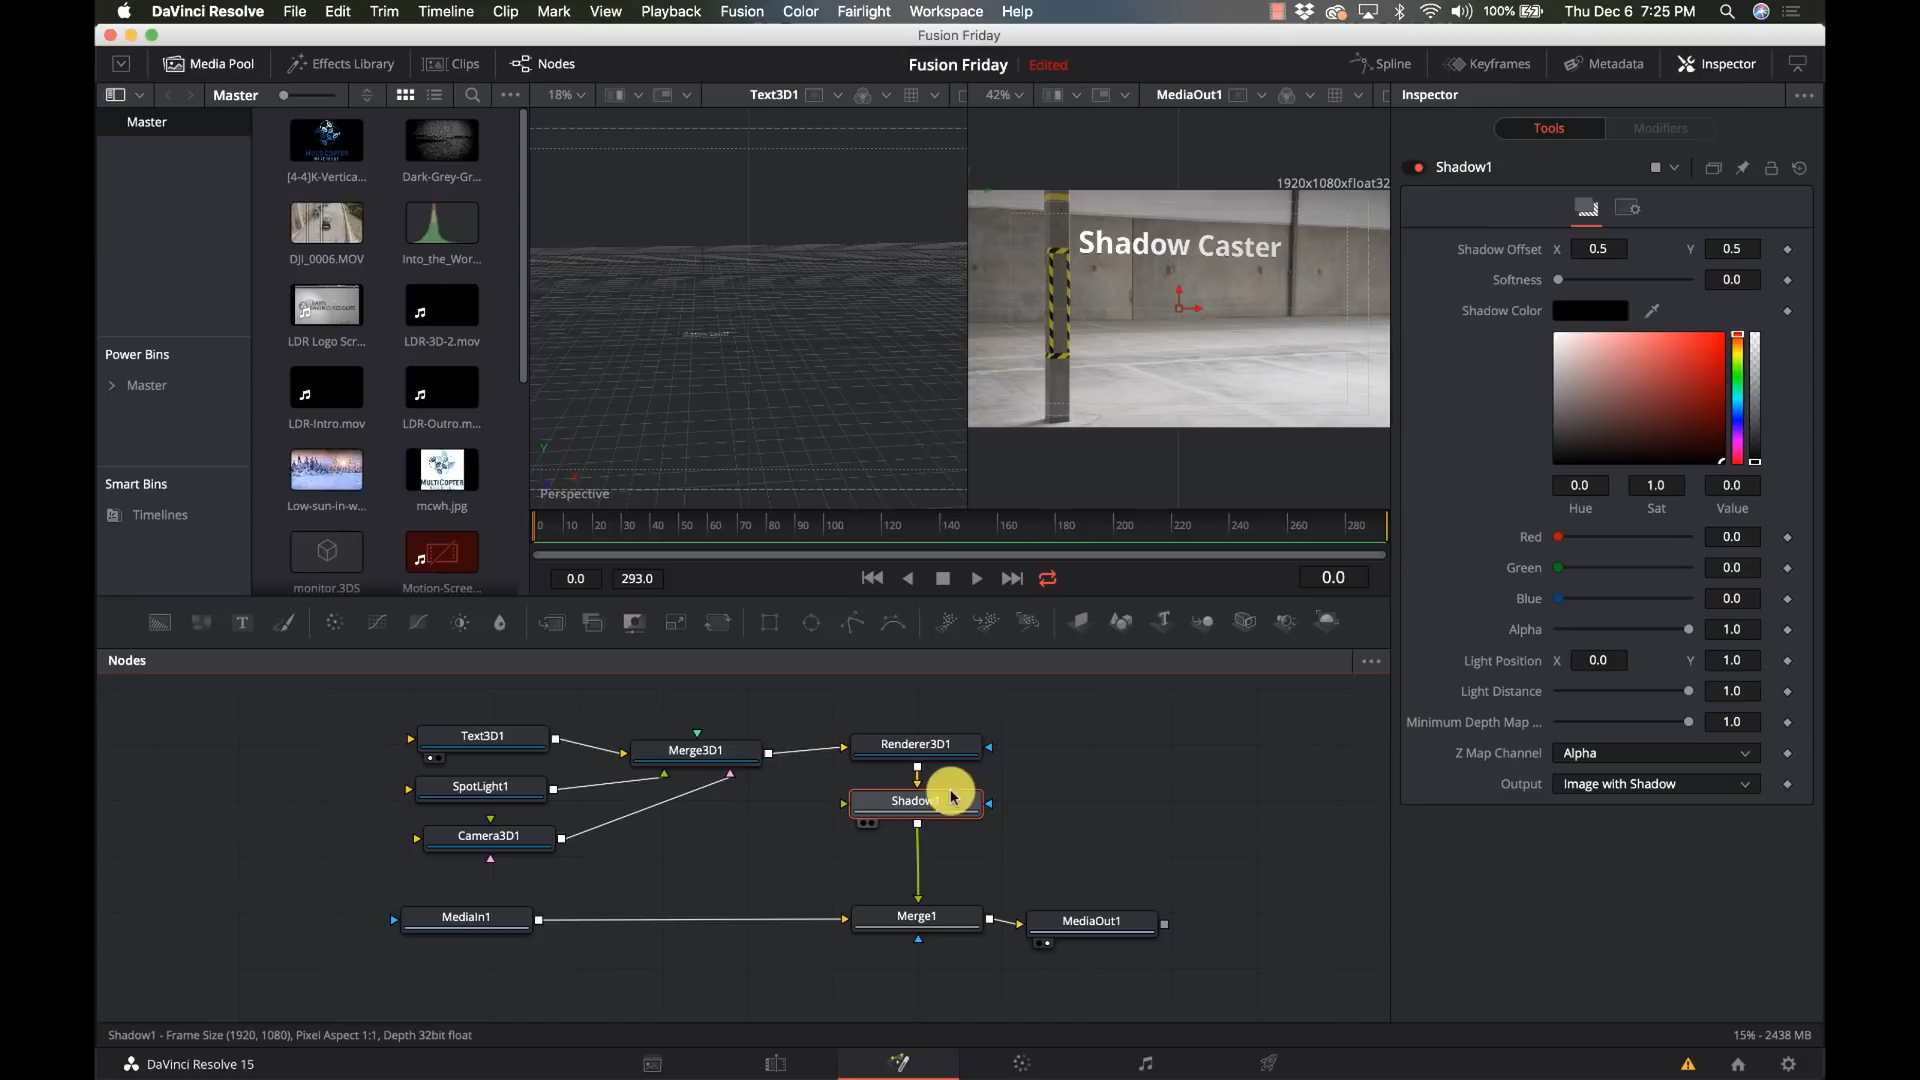 DaVinci Resolve File Edit Trim Timeline Clip Mark View Playback Fusion Color Fairlight Workspace Help 100% Thu Dec 6 7:25 PM
Fusion Friday
Media Pool Effects Library Clips Nodes Fusion Friday Edited Spline Keyframes Metadata Inspector
Master 18% Text3D1 42% MediaOut1 Inspector
Master
Tools Modifiers
[4-4]K-Vertica...
Dark-Grey-Gr...
DJI_0006.MOV
Into_the_Wor...
LDR Logo Scr...
LDR-3D-2.mov
LDR-Intro.mov
LDR-Outro.m...
Low-sun-in-w...
mcwh.jpg
monitor.3DS
Motion-Scree...
Power Bins
Master
Smart Bins
Timelines
MULTICOPTER
Y
X
Perspective
1920x1080xfloat32
Shadow Caster
0 10 20 30 40 50 60 70 80 90 100 120 140 160 180 200 220 240 260 280
0.0 293.0 0.0
Shadow1
Shadow Offset X 0.5 Y 0.5
Softness 0.0
Shadow Color
0.0 1.0 0.0
Hue Sat Value
Red 0.0
Green 0.0
Blue 0.0
Alpha 1.0
Light Position X 0.0 Y 1.0
Light Distance 1.0
Minimum Depth Map ... 1.0
Z Map Channel Alpha
Output Image with Shadow
T
Nodes
Text3D1
Merge3D1
Renderer3D1
SpotLight1
Shadow1
Camera3D1
MediaIn1
Merge1
MediaOut1
Shadow1 - Frame Size (1920, 1080), Pixel Aspect 1:1, Depth 32bit float 15% - 2438 MB
DaVinci Resolve 15